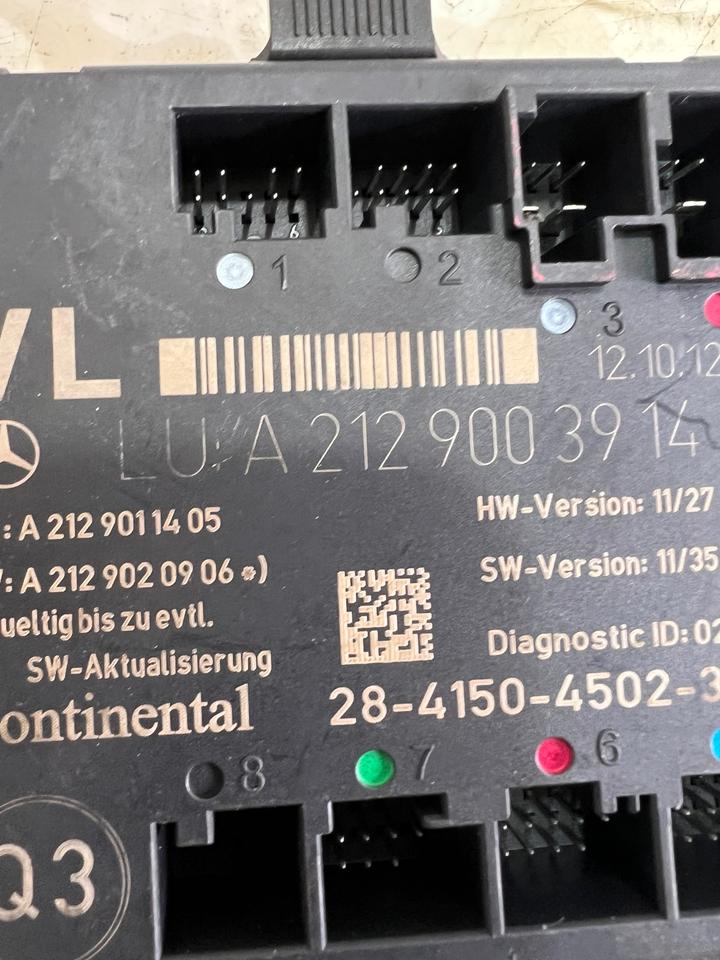 1 2
3
VL
12.10.12
LU: A 212 900 39 14
: A 212 901 14 05
HW-Version: 11/27
: A 212 902 09 06 *)
SW-Version: 11/35
ueltig bis zu evtl.
SW-Aktualisierung
Diagnostic ID: 02
ontinental
28-4150-4502-3
8 7 6
Q3